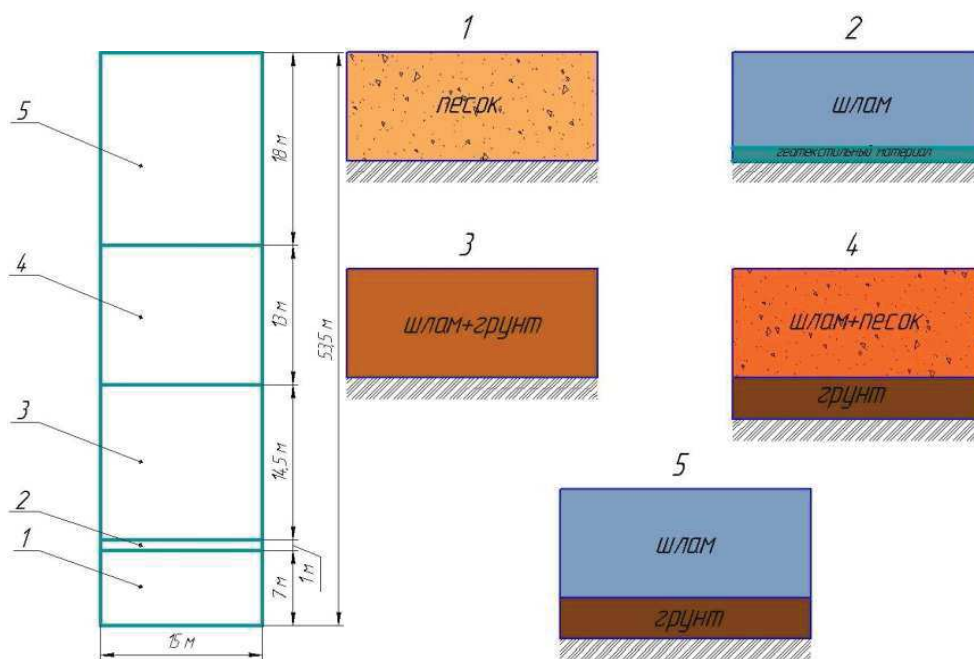 5
4
3
2
1
18 м
13 м
14,5 м
1 м
7 м
53,5 м
15 м
1
песок
2
шлам
геатекстильный материал
3
шлам+грунт
4
шлам+песок
грунт
5
шлам
грунт